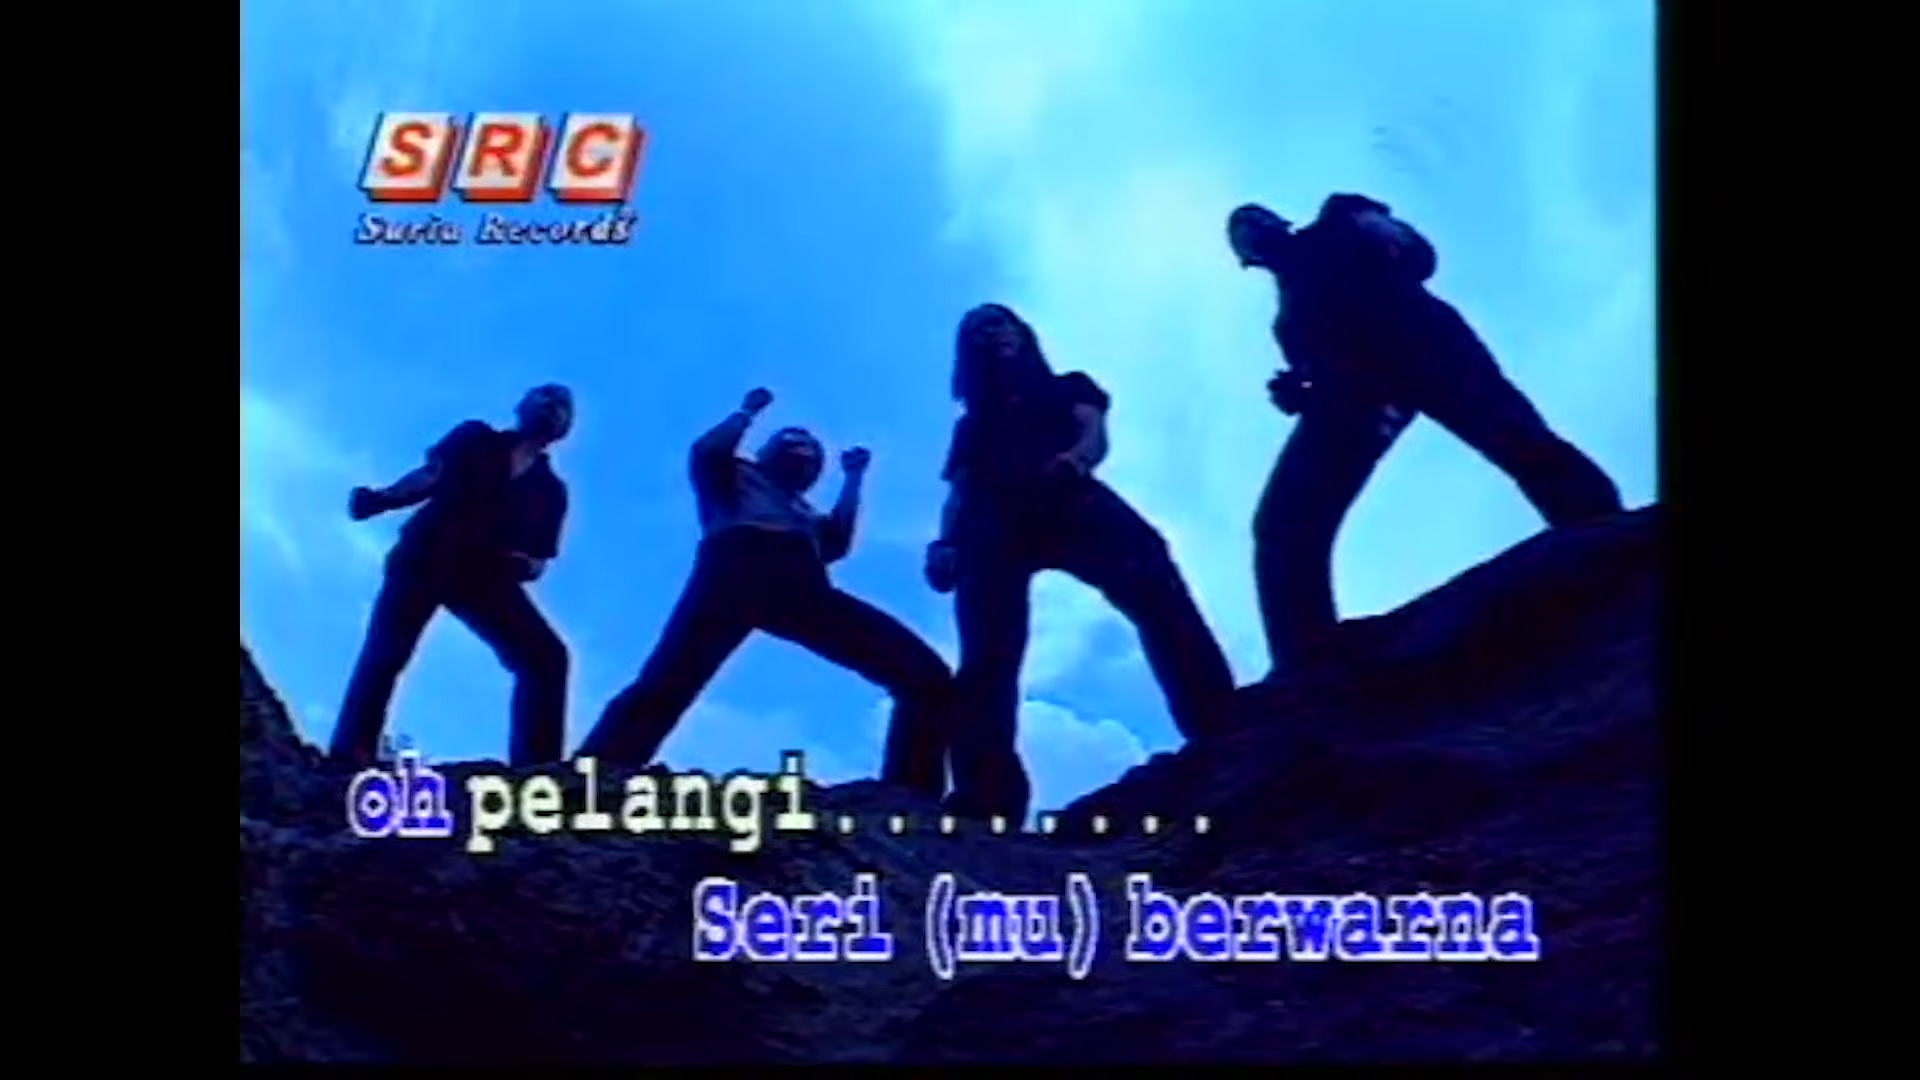 SRC
Suria Records
oh pelangi.........
Seri (mu) berwarna